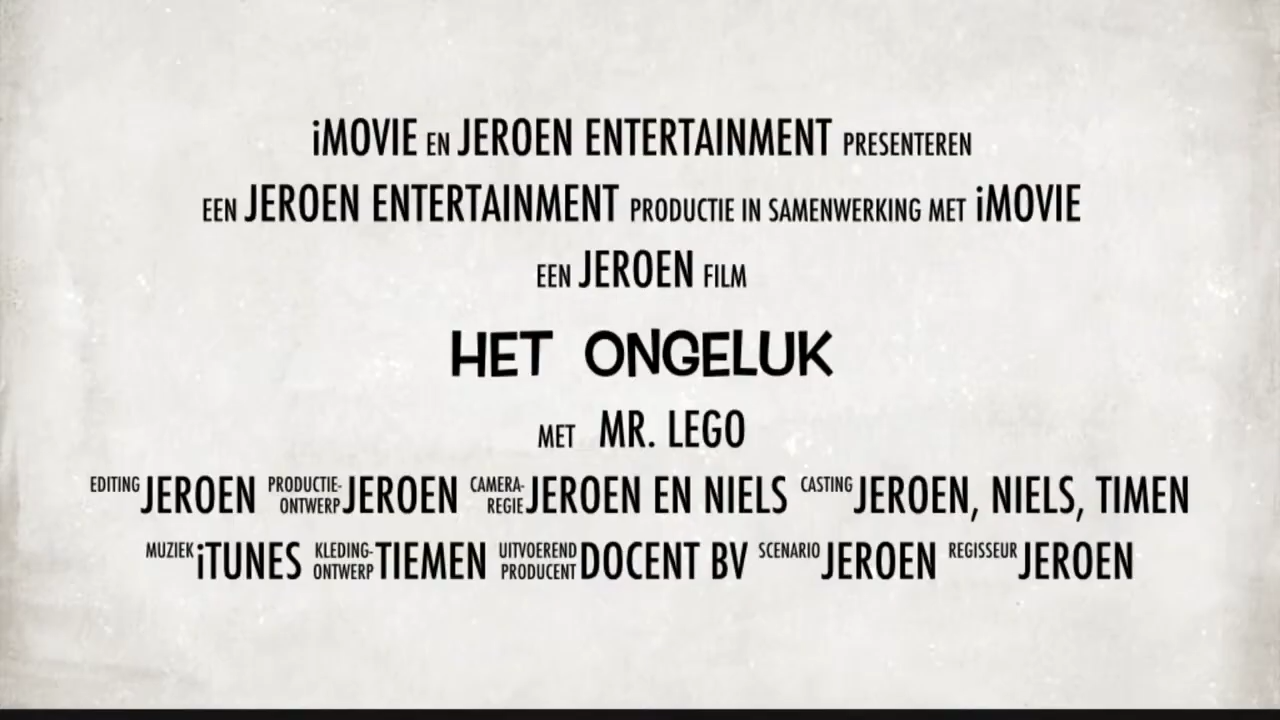 iMOVIE EN JEROEN ENTERTAINMENT PRESENTEREN
EEN JEROEN ENTERTAINMENT PRODUCTIE IN SAMENWERKING MET iMOVIE
EEN JEROEN FILM
HET ONGELUK
MET MR. LEGO
EDITING JEROEN PRODUCTIE-ONTWERP JEROEN CAMERA-REGIE JEROEN EN NIELS CASTING JEROEN, NIELS, TIMEN
MUZIEK iTUNES KLEDING-ONTWERP TIEMEN UITVOEREND PRODUCENT DOCENT BV SCENARIO JEROEN REGISSEUR JEROEN